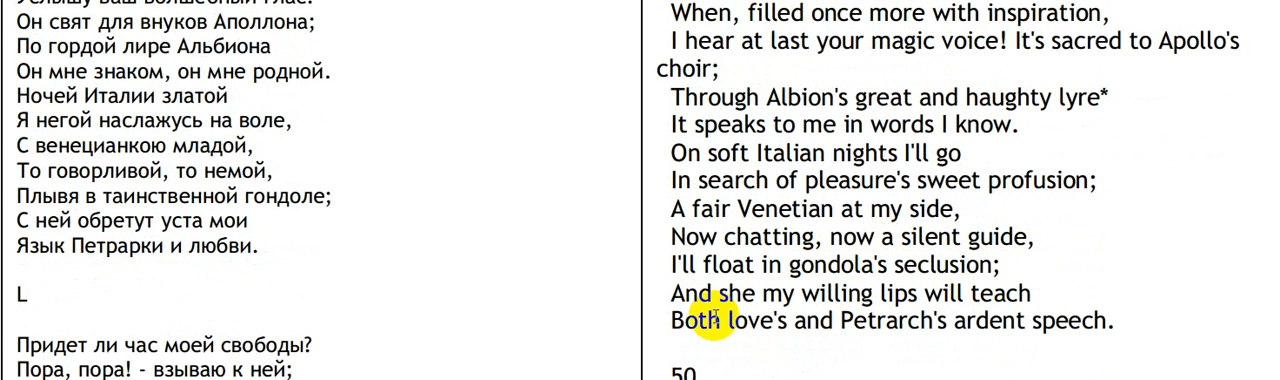 Услышу ваш волшебный глас!
Он свят для внуков Аполлона;
По гордой лире Альбиона
Он мне знаком, он мне родной.
Ночей Италии златой
Я негой наслажусь на воле,
С венецианкою младой,
То говорливой, то немой,
Плывя в таинственной гондоле;
С ней обретут уста мои
Язык Петрарки и любви.
L
Придет ли час моей свободы?
Пора, пора! - взываю к ней;
When, filled once more with inspiration,
I hear at last your magic voice! It's sacred to Apollo's
choir;
Through Albion's great and haughty lyre*
It speaks to me in words I know.
On soft Italian nights I'll go
In search of pleasure's sweet profusion;
A fair Venetian at my side,
Now chatting, now a silent guide,
I'll float in gondola's seclusion;
And she my willing lips will teach
Both love's and Petrarch's ardent speech.
50